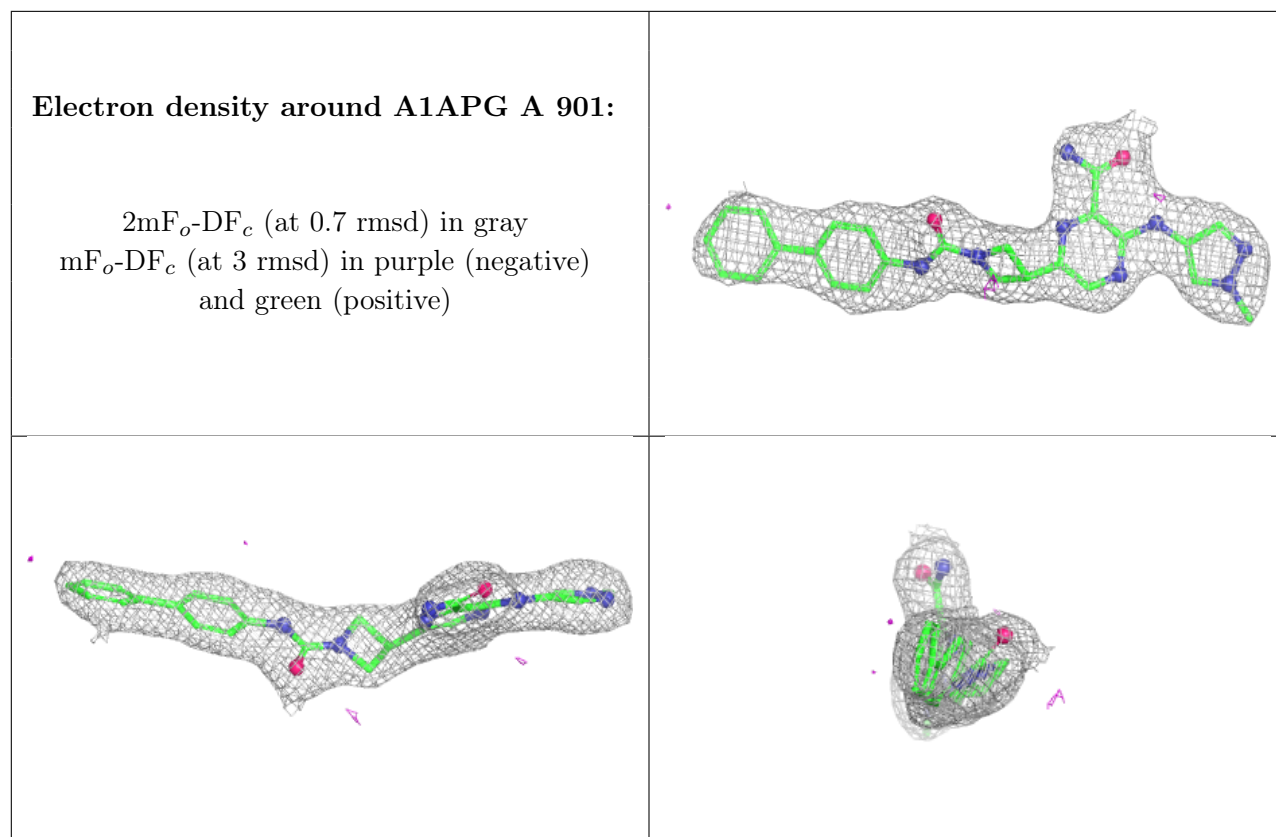 Electron density around A1APG A 901:
2mFo-DFc (at 0.7 rmsd) in gray
mFo-DFc (at 3 rmsd) in purple (negative)
and green (positive)